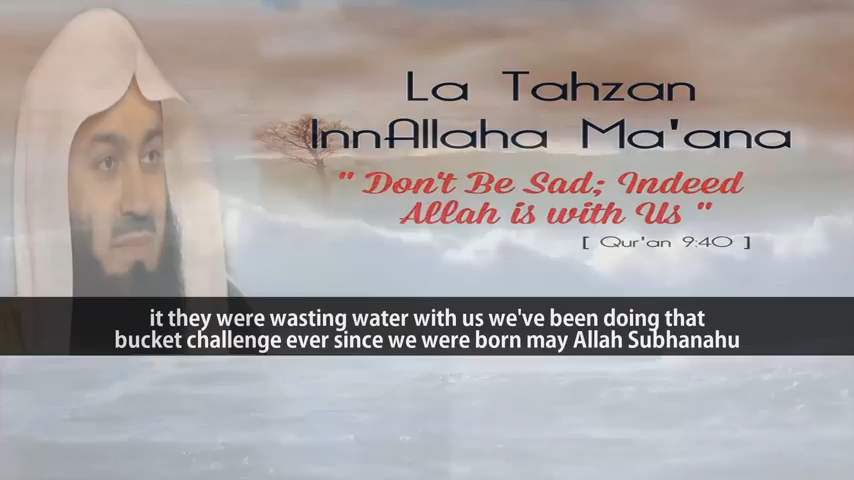 La Tahzan
InnAllaha Ma'ana
" Don't Be Sad; Indeed
Allah is with Us "
[ Qur'an 9:40 ]
it they were wasting water with us we've been doing that
bucket challenge ever since we were born may Allah Subhanahu